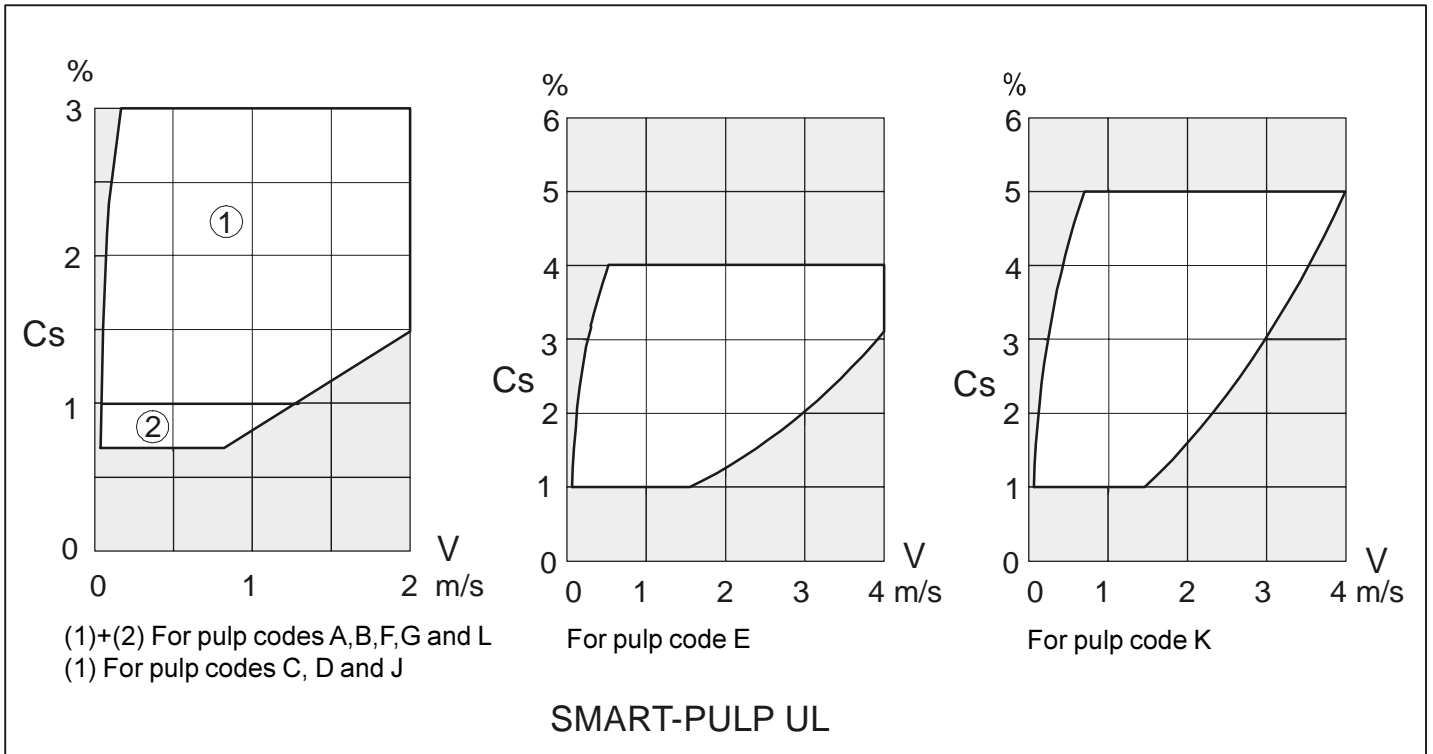 %
3
2
Cs
1
0
0 1 2
V
m/s
①
②
(1)+(2) For pulp codes A,B,F,G and L
(1) For pulp codes C, D and J
%
6
5
4
3
Cs
2
1
0
0 1 2 3 4 m/s
V
For pulp code E
%
6
5
4
3
Cs
2
1
0
0 1 2 3 4 m/s
V
For pulp code K
SMART-PULP UL